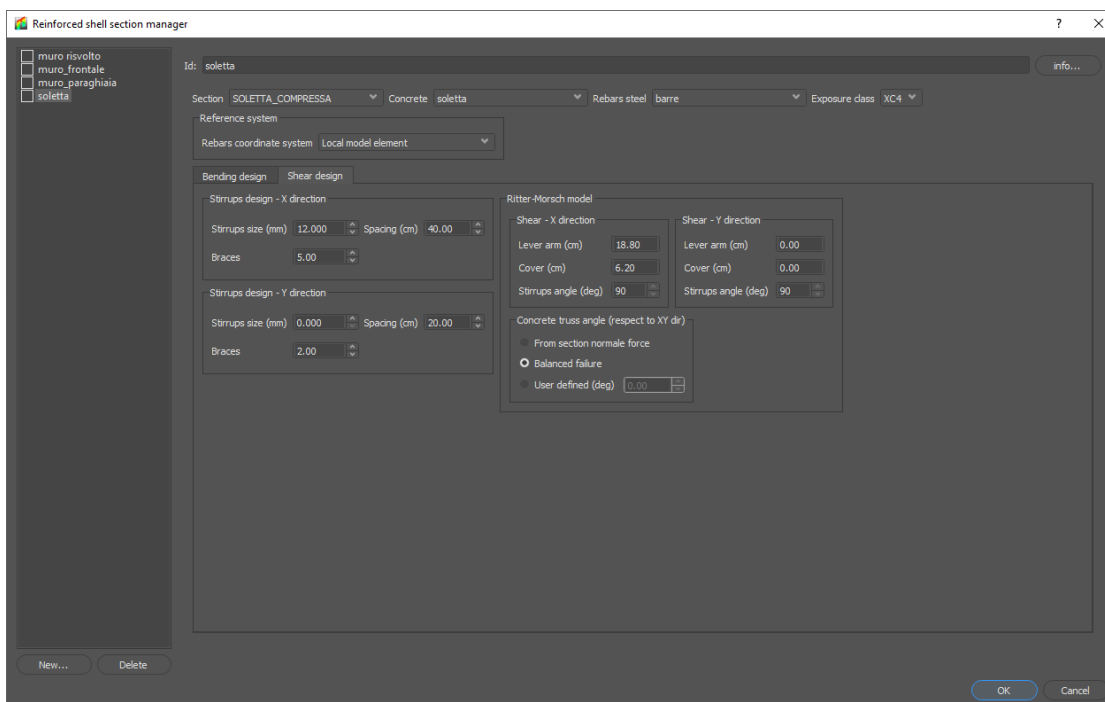 Reinforced shell section manager
? X
muro risvolto
muro_frontale
muro_paraghiaia
soletta
Id: soletta info...
Section SOLETTA_COMPRESSA Concrete soletta Rebars steel barre Exposure class XC4
Reference system
Rebars coordinate system Local model element
Bending design Shear design
Stirrups design - X direction
Stirrups size (mm) 12.000 Spacing (cm) 40.00
Braces 5.00
Stirrups design - Y direction
Stirrups size (mm) 0.000 Spacing (cm) 20.00
Braces 2.00
Ritter-Morsch model
Shear - X direction
Lever arm (cm) 18.80
Cover (cm) 6.20
Stirrups angle (deg) 90
Shear - Y direction
Lever arm (cm) 0.00
Cover (cm) 0.00
Stirrups angle (deg) 90
Concrete truss angle (respect to XY dir)
From section normale force
Balanced failure
User defined (deg) 0.00
New... Delete
OK Cancel